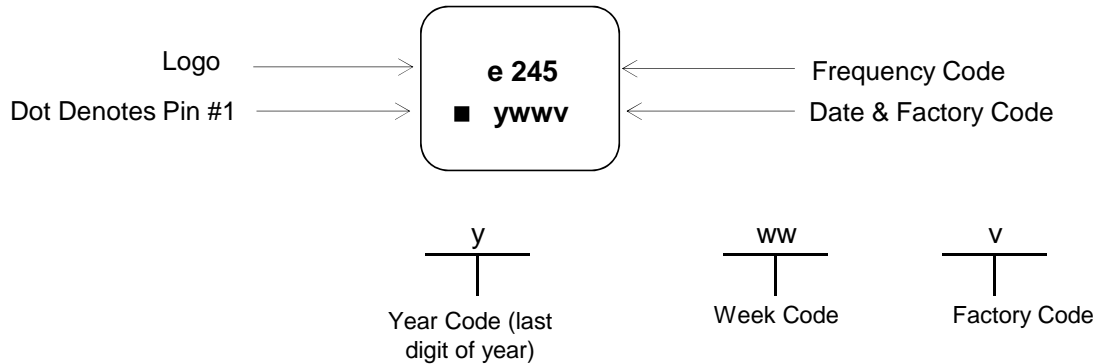 Logo
e 245
Frequency Code
Dot Denotes Pin #1
ywwv
Date & Factory Code
y
ww
v
Year Code (last
digit of year)
Week Code
Factory Code